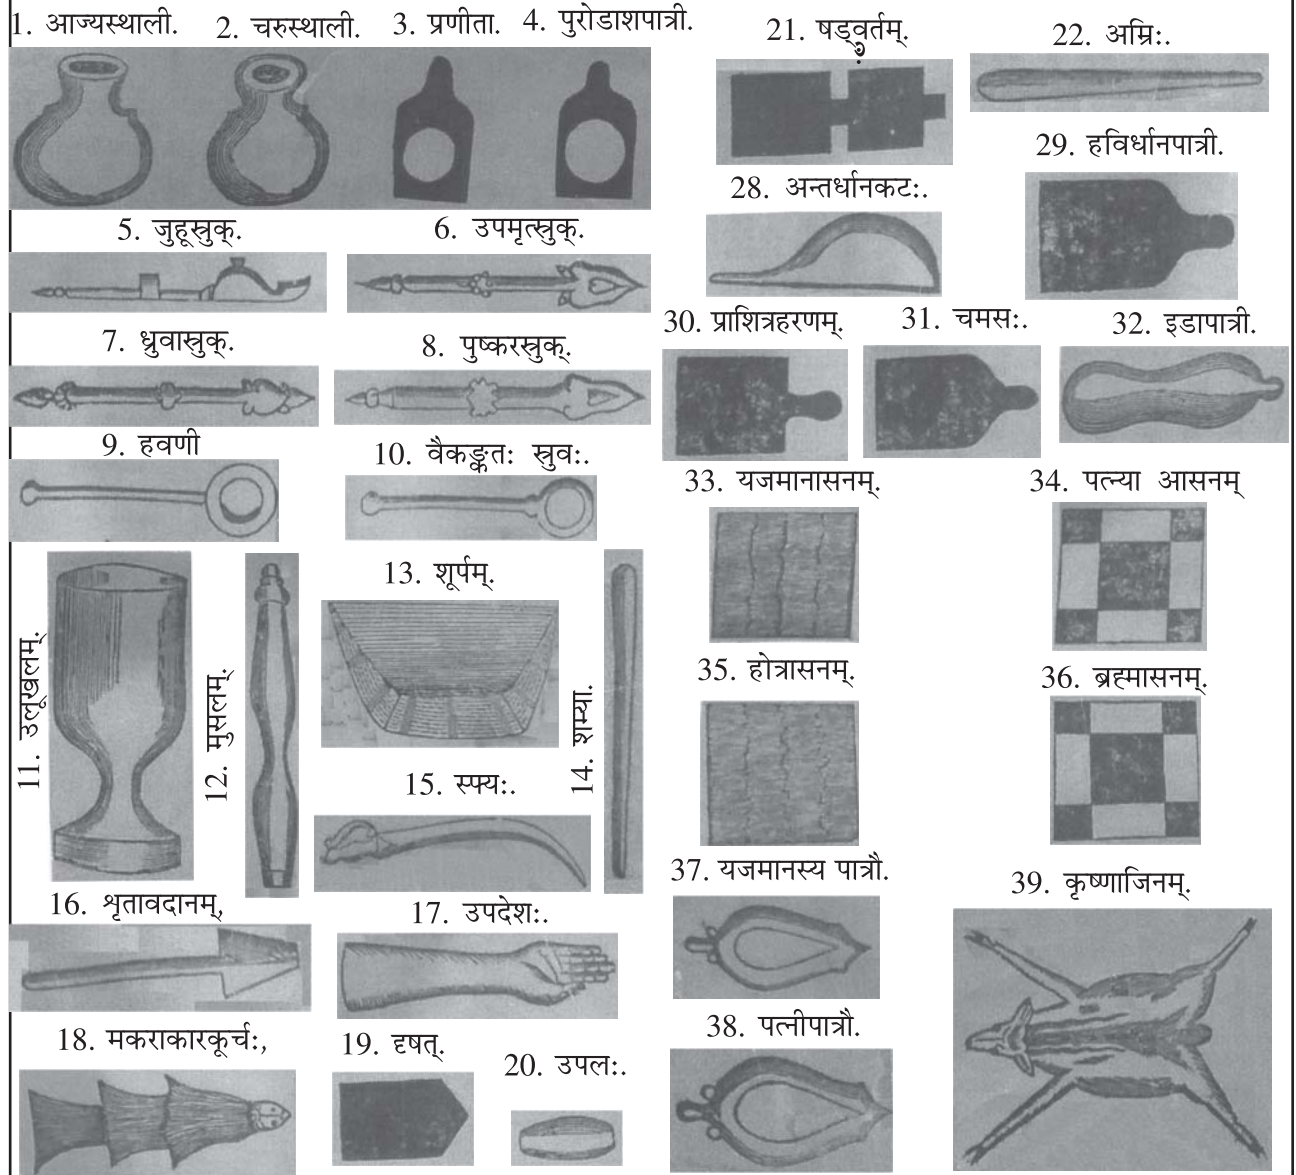 1. आज्यस्थाली.
2. चरुस्थाली.
3. प्रणीता.
4. पुरोडाशपात्री.
5. जुहूस्रुक्.
6. उपमृत्स्रुक्.
7. ध्रुवास्रुक्.
8. पुष्करस्रुक्.
9. हवणी
10. वैकङ्कतः स्रुवः.
11. उलूखलम्.
12. मुसलम्.
13. शूर्पम्.
14. शम्या.
15. स्फ्यः.
16. श्रृतावदानम्,
17. उपदेशः.
18. मकराकारकूर्चः,
19. दृषत्.
20. उपलः.
21. षड्वुर्तम्.
22. अम्रिः.
28. अन्तर्धानकटः.
29. हविर्धानपात्री.
30. प्राशित्रहरणम्.
31. चमसः.
32. इडापात्री.
33. यजमानासनम्.
34. पत्न्या आसनम्
35. होत्रासनम्.
36. ब्रह्मासनम्.
37. यजमानस्य पात्रौ.
38. पत्नीपात्रौ.
39. कृष्णाजिनम्.